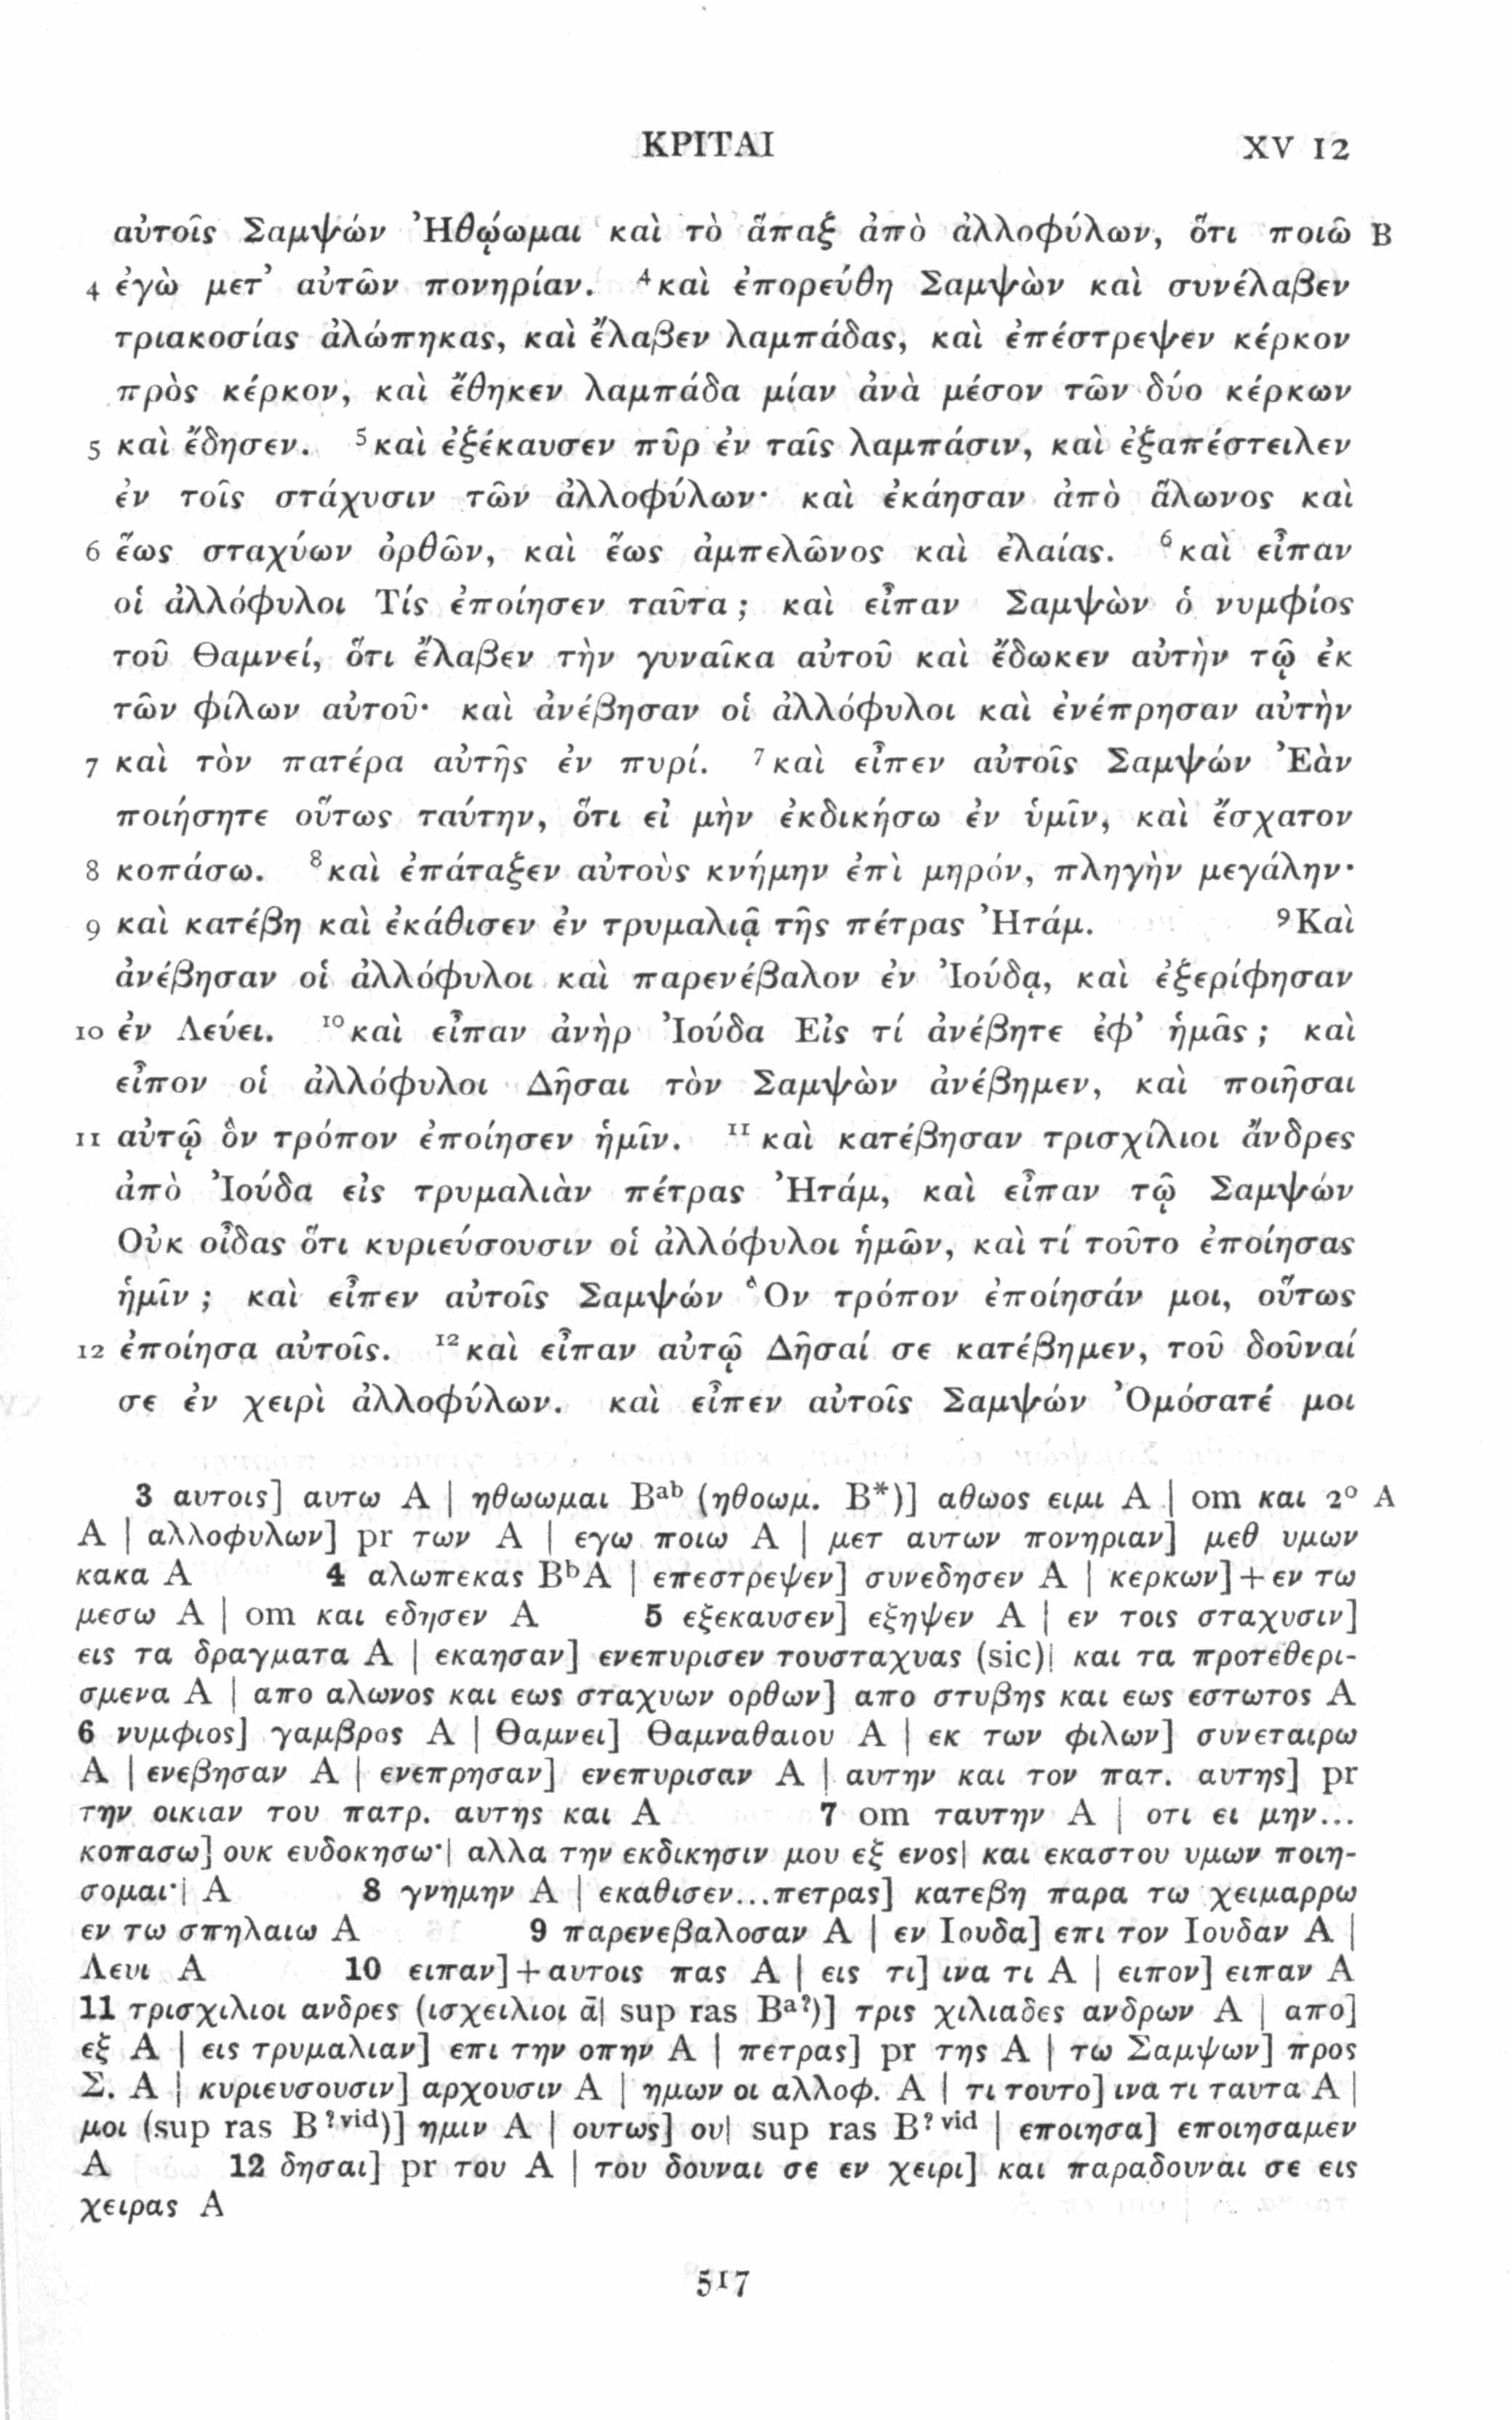 ΚΡΙΤΑΙ XV 12
αὐτοῖς Σαμψών Ἠθῴωμαι καὶ τὸ ἅπαξ ἀπὸ ἀλλοφύλων, ὅτι ποιῶ B
4 ἐγὼ μετ’ αὐτῶν πονηρίαν. ⁴καὶ ἐπορεύθη Σαμψὼν καὶ συνέλαβεν
τριακοσίας ἀλώπηκας, καὶ ἔλαβεν λαμπάδας, καὶ ἐπέστρεψεν κέρκον
πρὸς κέρκον, καὶ ἔθηκεν λαμπάδα μίαν ἀνὰ μέσον τῶν δύο κέρκων
5 καὶ ἔδησεν. ⁵καὶ ἐξέκαυσεν πῦρ ἐν ταῖς λαμπάσιν, καὶ ἐξαπέστειλεν
ἐν τοῖς στάχυσιν τῶν ἀλλοφύλων· καὶ ἐκάησαν ἀπὸ ἅλωνος καὶ
6 ἕως σταχύων ὀρθῶν, καὶ ἕως ἀμπελῶνος καὶ ἐλαίας. ⁶καὶ εἶπαν
οἱ ἀλλόφυλοι Τίς ἐποίησεν ταῦτα; καὶ εἶπαν Σαμψὼν ὁ νυμφίος
τοῦ Θαμνεί, ὅτι ἔλαβεν τὴν γυναῖκα αὐτοῦ καὶ ἔδωκεν αὐτὴν τῷ ἐκ
τῶν φίλων αὐτοῦ· καὶ ἀνέβησαν οἱ ἀλλόφυλοι καὶ ἐνέπρησαν αὐτὴν
7 καὶ τὸν πατέρα αὐτῆς ἐν πυρί. ⁷καὶ εἶπεν αὐτοῖς Σαμψών Ἐὰν
ποιήσητε οὕτως ταύτην, ὅτι εἰ μὴν ἐκδικήσω ἐν ὑμῖν, καὶ ἔσχατον
8 κοπάσω. ⁸καὶ ἐπάταξεν αὐτοὺς κνήμην ἐπὶ μηρόν, πληγὴν μεγάλην·
9 καὶ κατέβη καὶ ἐκάθισεν ἐν τρυμαλιᾷ τῆς πέτρας Ἠτάμ. ⁹Καὶ
ἀνέβησαν οἱ ἀλλόφυλοι καὶ παρενέβαλον ἐν Ἰούδᾳ, καὶ ἐξερίφησαν
10 ἐν Λεύει. ¹⁰καὶ εἶπαν ἀνὴρ Ἰούδα Εἰς τί ἀνέβητε ἐφ’ ἡμᾶς; καὶ
εἶπον οἱ ἀλλόφυλοι Δῆσαι τὸν Σαμψὼν ἀνέβημεν, καὶ ποιῆσαι
11 αὐτῷ ὃν τρόπον ἐποίησεν ἡμῖν. ¹¹καὶ κατέβησαν τρισχίλιοι ἄνδρες
ἀπὸ Ἰούδα εἰς τρυμαλιὰν πέτρας Ἠτάμ, καὶ εἶπαν τῷ Σαμψών
Οὐκ οἶδας ὅτι κυριεύσουσιν οἱ ἀλλόφυλοι ἡμῶν, καὶ τί τοῦτο ἐποίησας
ἡμῖν; καὶ εἶπεν αὐτοῖς Σαμψών Ὃν τρόπον ἐποίησάν μοι, οὕτως
12 ἐποίησα αὐτοῖς. ¹²καὶ εἶπαν αὐτῷ Δῆσαί σε κατέβημεν, τοῦ δοῦναί
σε ἐν χειρὶ ἀλλοφύλων. καὶ εἶπεν αὐτοῖς Σαμψών Ὀμόσατέ μοι
3 αυτοις] αυτω A | ηθωωμαι Bᵃᵇ (ηθοωμ. B*)] αθωος ειμι A | om και 2⁰ A
A | αλλοφυλων] pr των A | εγω ποιω A | μετ αυτων πονηριαν] μεθ υμων
κακα A 4 αλωπεκας BᵇA | επεστρεψεν] συνεδησεν A | κερκων]+εν τω
μεσω A | om και εδησεν A 5 εξεκαυσεν] εξηψεν A | εν τοις σταχυσιν]
εις τα δραγματα A | εκαησαν] ενεπυρισεν τουσταχυας (sic)| και τα προτεθερι-
σμενα A | απο αλωνος και εως σταχυων ορθων] απο στυβης και εως εστωτος A
6 νυμφιος] γαμβρος A | Θαμνει] Θαμναθαιου A | εκ των φιλων] συνεταιρω
A | ενεβησαν A | ενεπρησαν] ενεπυρισαν A | αυτην και τον πατ. αυτης] pr
την οικιαν του πατρ. αυτης και A 7 om ταυτην A | οτι ει μην...
κοπασω] ουκ ευδοκησω·| αλλα την εκδικησιν μου εξ ενος| και εκαστου υμων ποιη-
σομαι·| A 8 γνημην A | εκαθισεν...πετρας] κατεβη παρα τω χειμαρρω
εν τω σπηλαιω A 9 παρενεβαλοσαν A | εν Ιουδα] επι τον Ιουδαν A |
Λευι A 10 ειπαν]+αυτοις πας A | εις τι] ινα τι A | ειπον] ειπαν A
11 τρισχιλιοι ανδρες (ισχειλιοι ᾱ| sup ras Bᵃ?)] τρις χιλιαδες ανδρων A | απο]
εξ A | εις τρυμαλιαν] επι την οπην A | πετρας] pr της A | τω Σαμψων] προς
Σ. A | κυριευσουσιν] αρχουσιν A | ημων οι αλλοφ. A | τι τουτο] ινα τι ταυτα A |
μοι (sup ras B?ᵛⁱᵈ)] ημιν A | ουτως] ου| sup ras B?ᵛⁱᵈ | εποιησα] εποιησαμεν
A 12 δησαι] pr του A | του δουναι σε εν χειρι] και παραδουναι σε εις
χειρας A
517